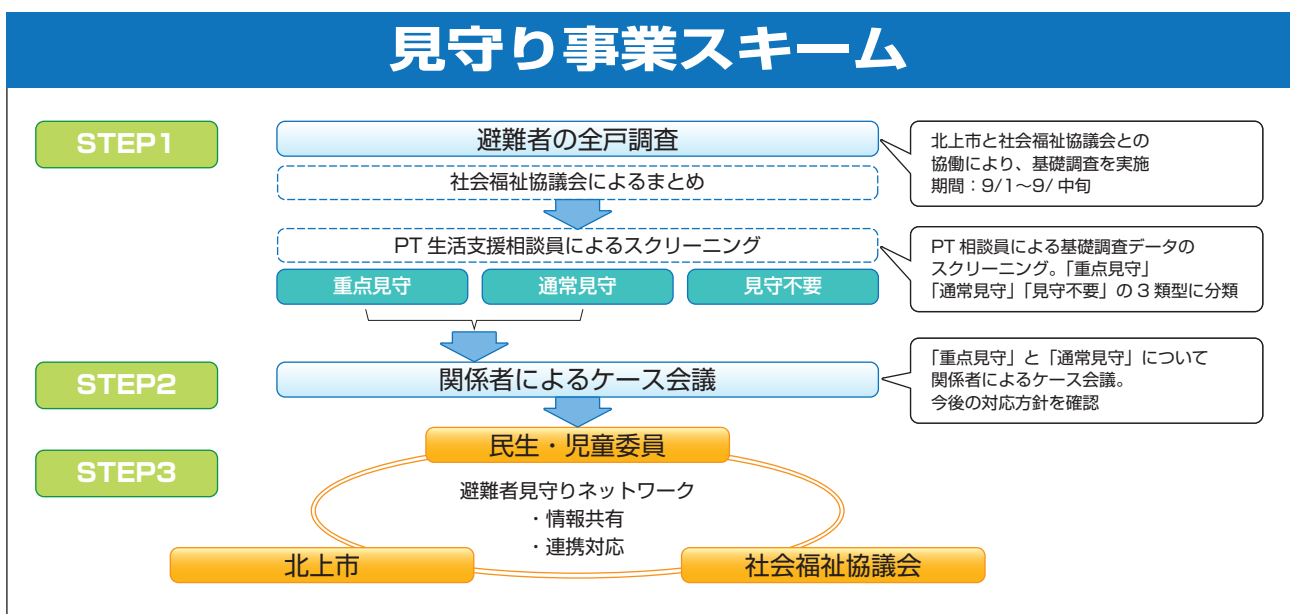 見守り事業スキーム
STEP1
避難者の全戸調査
社会福祉協議会によるまとめ
北上市と社会福祉協議会との
協働により、基礎調査を実施
期間：9/1～9/ 中旬
PT 生活支援相談員によるスクリーニング
重点見守
通常見守
見守不要
PT 相談員による基礎調査データの
スクリーニング。「重点見守」
「通常見守」「見守不要」の 3 類型に分類
STEP2
関係者によるケース会議
「重点見守」と「通常見守」について
関係者によるケース会議。
今後の対応方針を確認
STEP3
民生・児童委員
避難者見守りネットワーク
・情報共有
・連携対応
北上市
社会福祉協議会